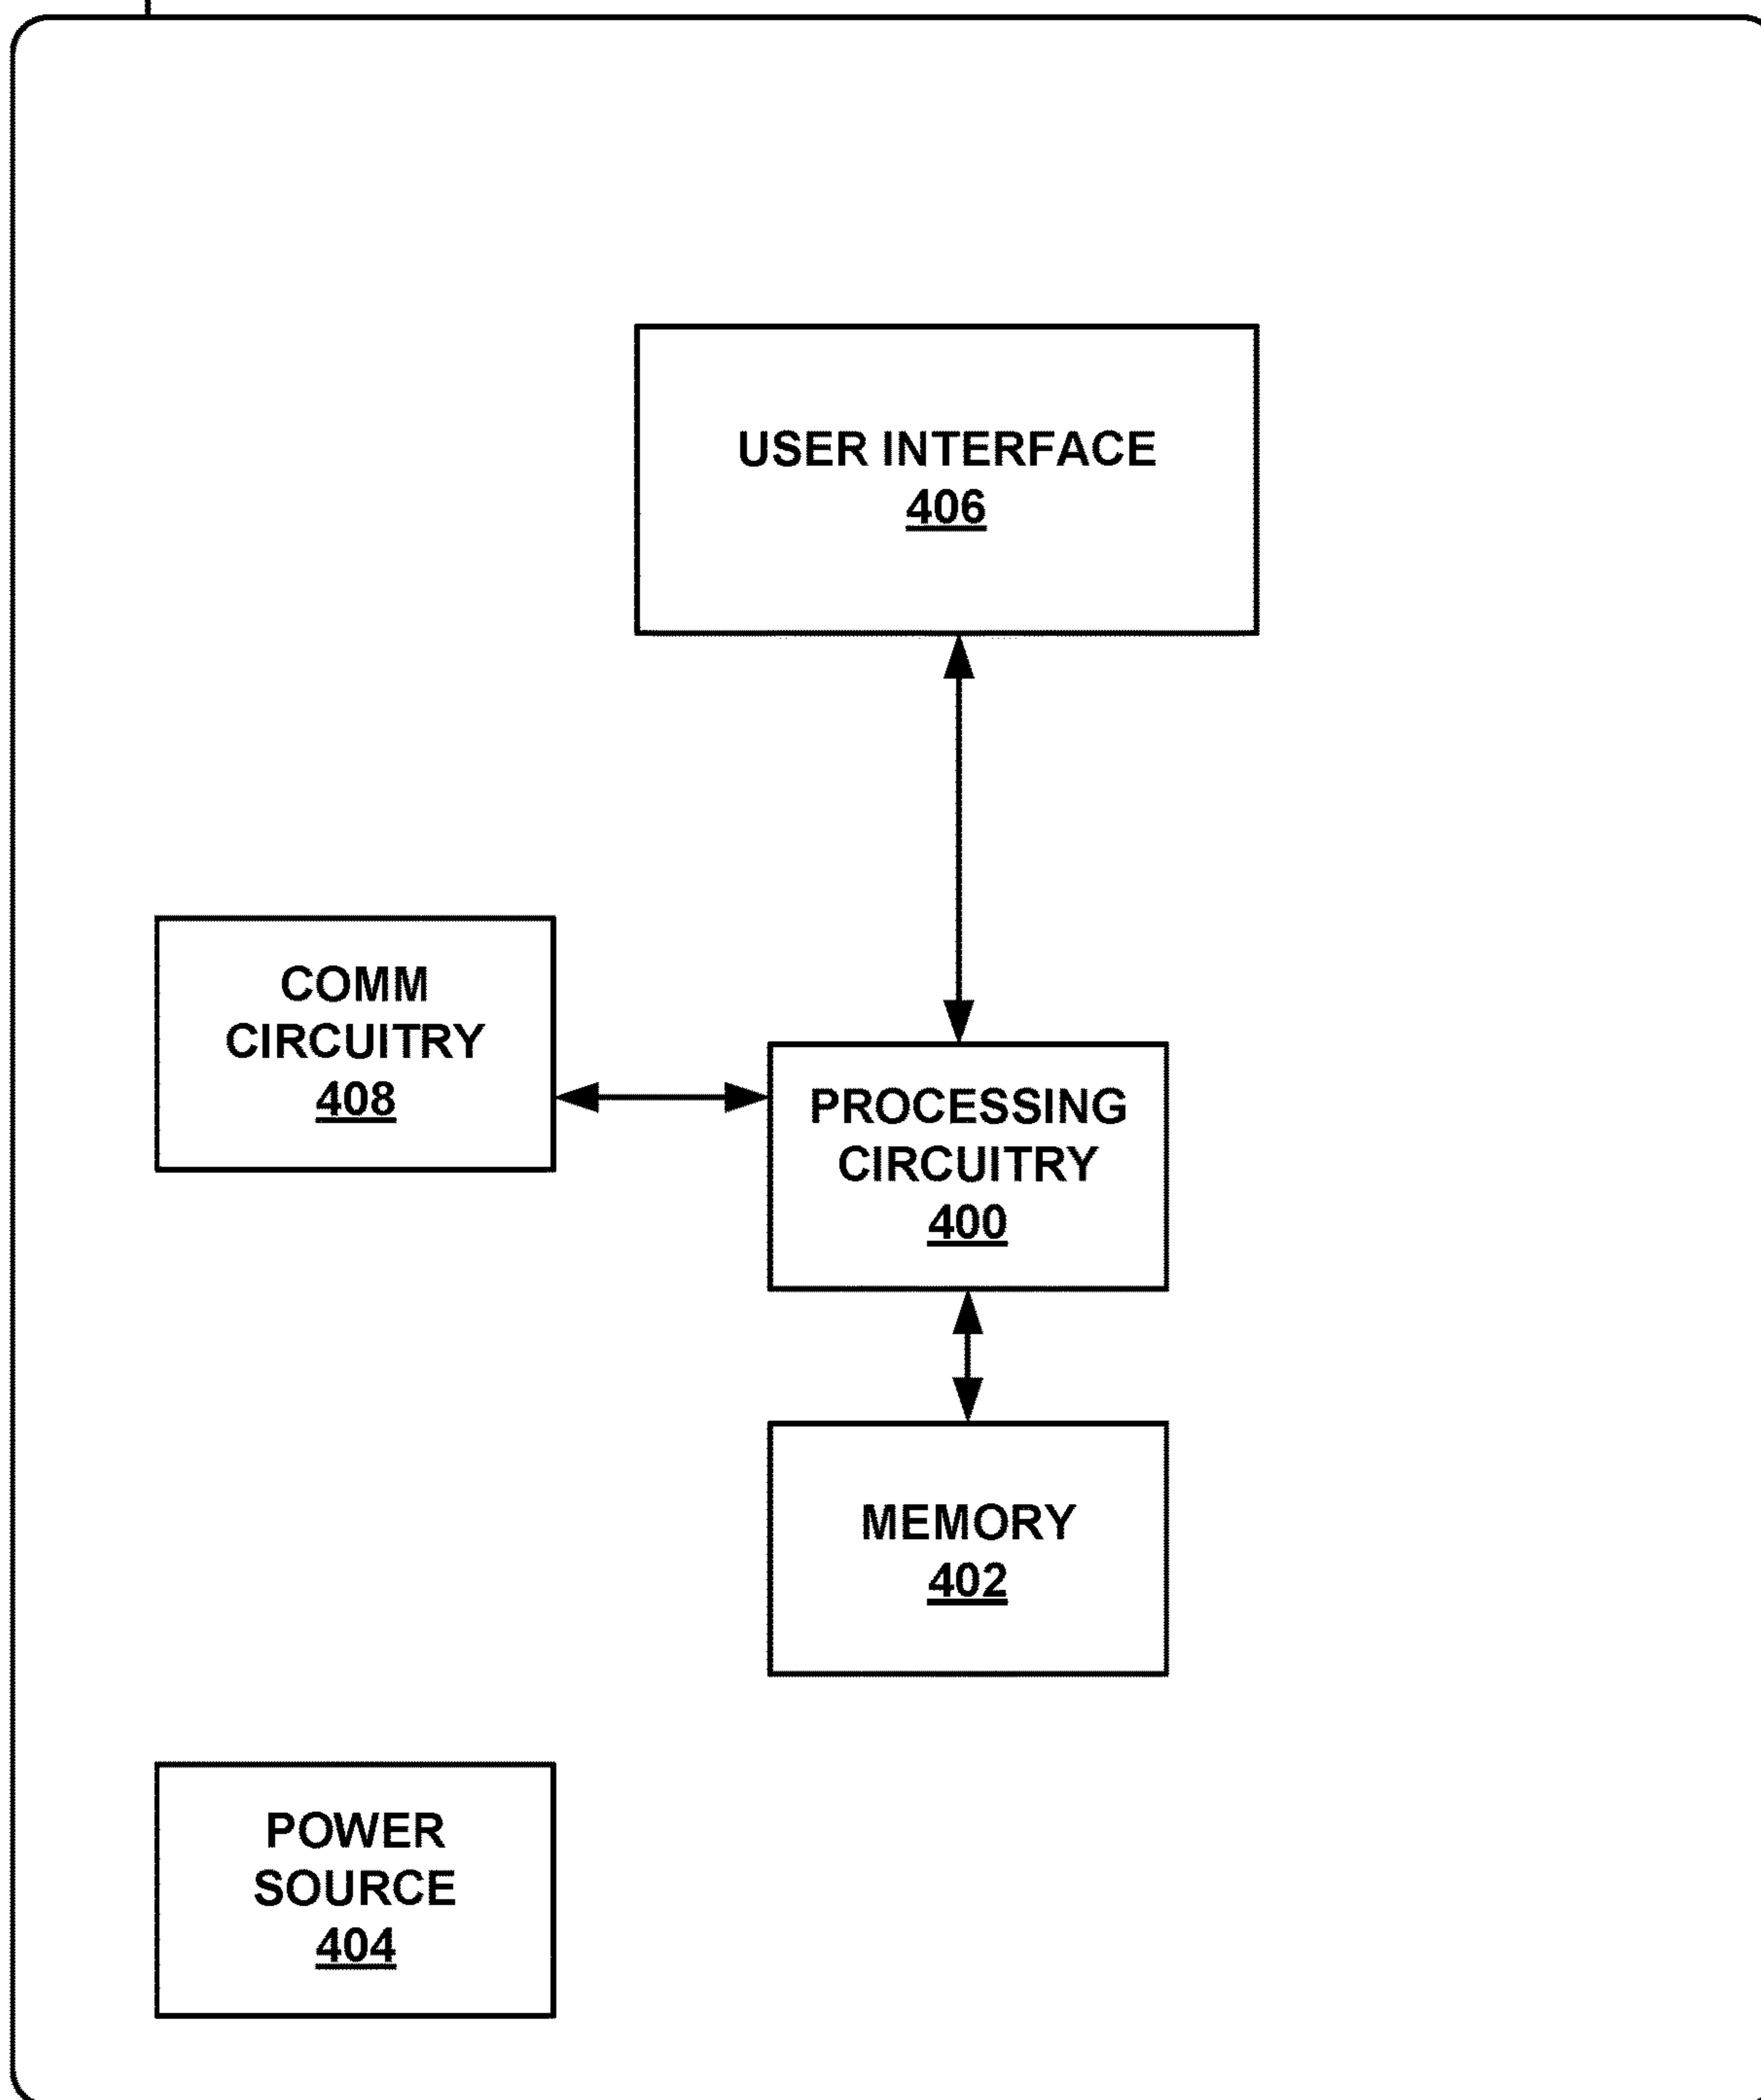 USER INTERFACE
406
COMM
CIRCUITRY
408
PROCESSING
CIRCUITRY
400
MEMORY
402
POWER
SOURCE
404